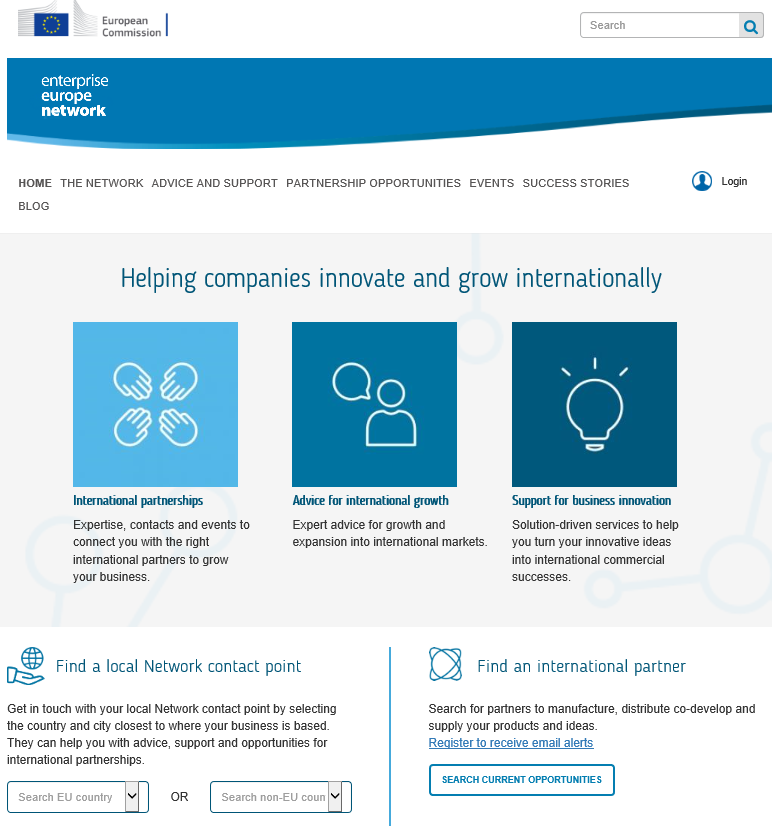 European
Commission
Search
enterprise
europe
network
HOME THE NETWORK ADVICE AND SUPPORT PARTNERSHIP OPPORTUNITIES EVENTS SUCCESS STORIES
BLOG
Login
Helping companies innovate and grow internationally
International partnerships
Expertise, contacts and events to
connect you with the right
international partners to grow
your business.
Advice for international growth
Expert advice for growth and
expansion into international markets.
Support for business innovation
Solution-driven services to help
you turn your innovative ideas
into international commercial
successes.
Find a local Network contact point
Get in touch with your local Network contact point by selecting
the country and city closest to where your business is based.
They can help you with advice, support and opportunities for
international partnerships.
Search EU country
OR
Search non-EU coun
Find an international partner
Search for partners to manufacture, distribute co-develop and
supply your products and ideas.
Register to receive email alerts
SEARCH CURRENT OPPORTUNITIES